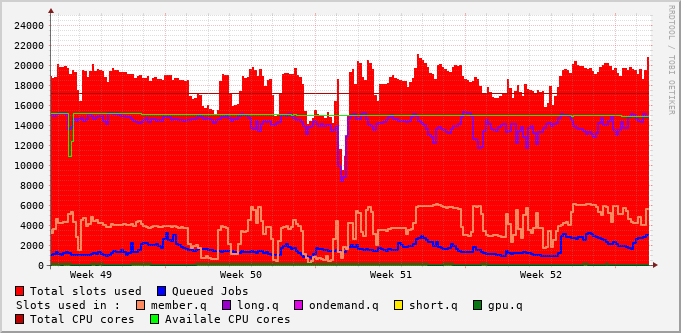 RRDTOOL / TOBI OETIKER
24000
22000
20000
18000
16000
14000
12000
10000
8000
6000
4000
2000
0
Week 49 Week 50 Week 51 Week 52
Total slots used Queued Jobs
Slots used in : member.q long.q ondemand.q short.q gpu.q
Total CPU cores Availale CPU cores